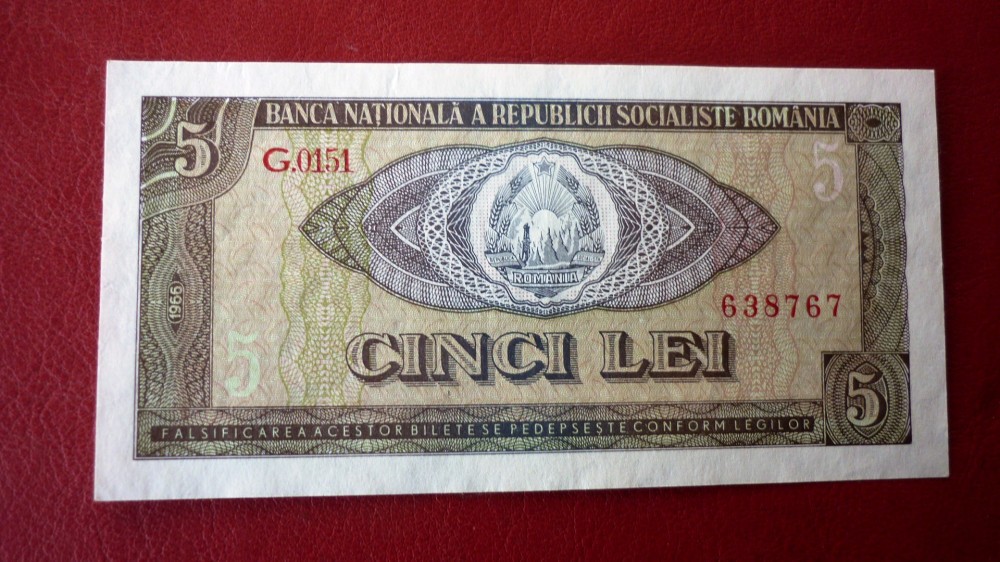 5 BANCA NAȚIONALĂ A REPUBLICII SOCIALISTE ROMÂNIA
G.0151 5
ROMANIA
1966 638767
5 CINCI LEI 5
FALSIFICAREA ACESTOR BILETE SE PEDEPSEȘTE CONFORM LEGILOR